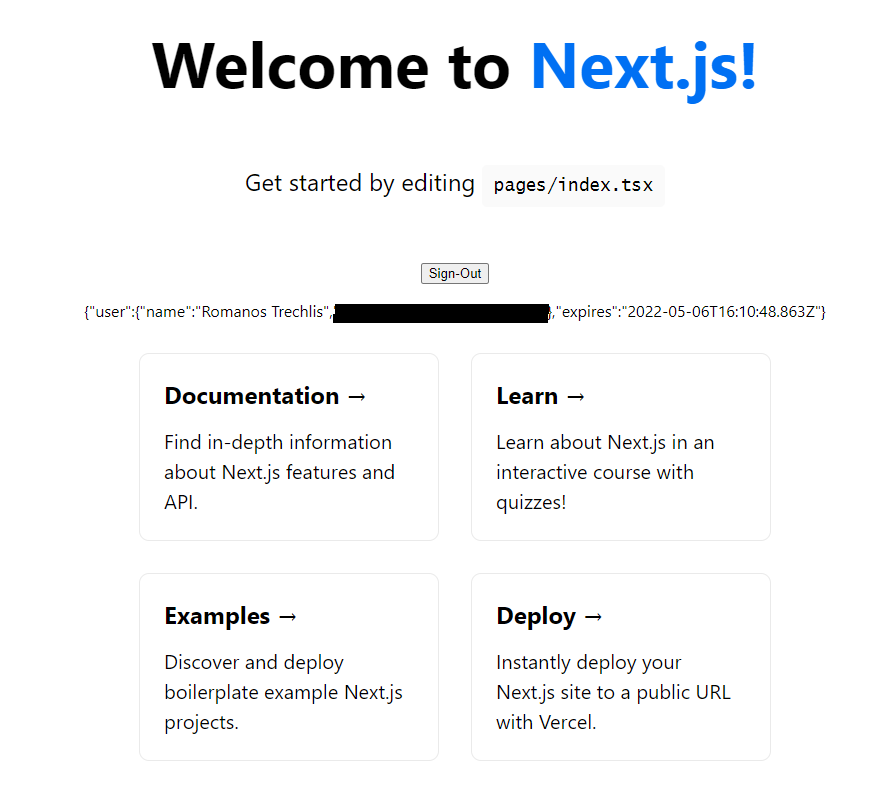 Welcome to Next.js!
Get started by editing pages/index.tsx
Sign-Out
{"user":{"name":"Romanos Trechlis", },"expires":"2022-05-06T16:10:48.863Z"}
Documentation →
Find in-depth information
about Next.js features and
API.
Learn →
Learn about Next.js in an
interactive course with
quizzes!
Examples →
Discover and deploy
boilerplate example Next.js
projects.
Deploy →
Instantly deploy your
Next.js site to a public URL
with Vercel.